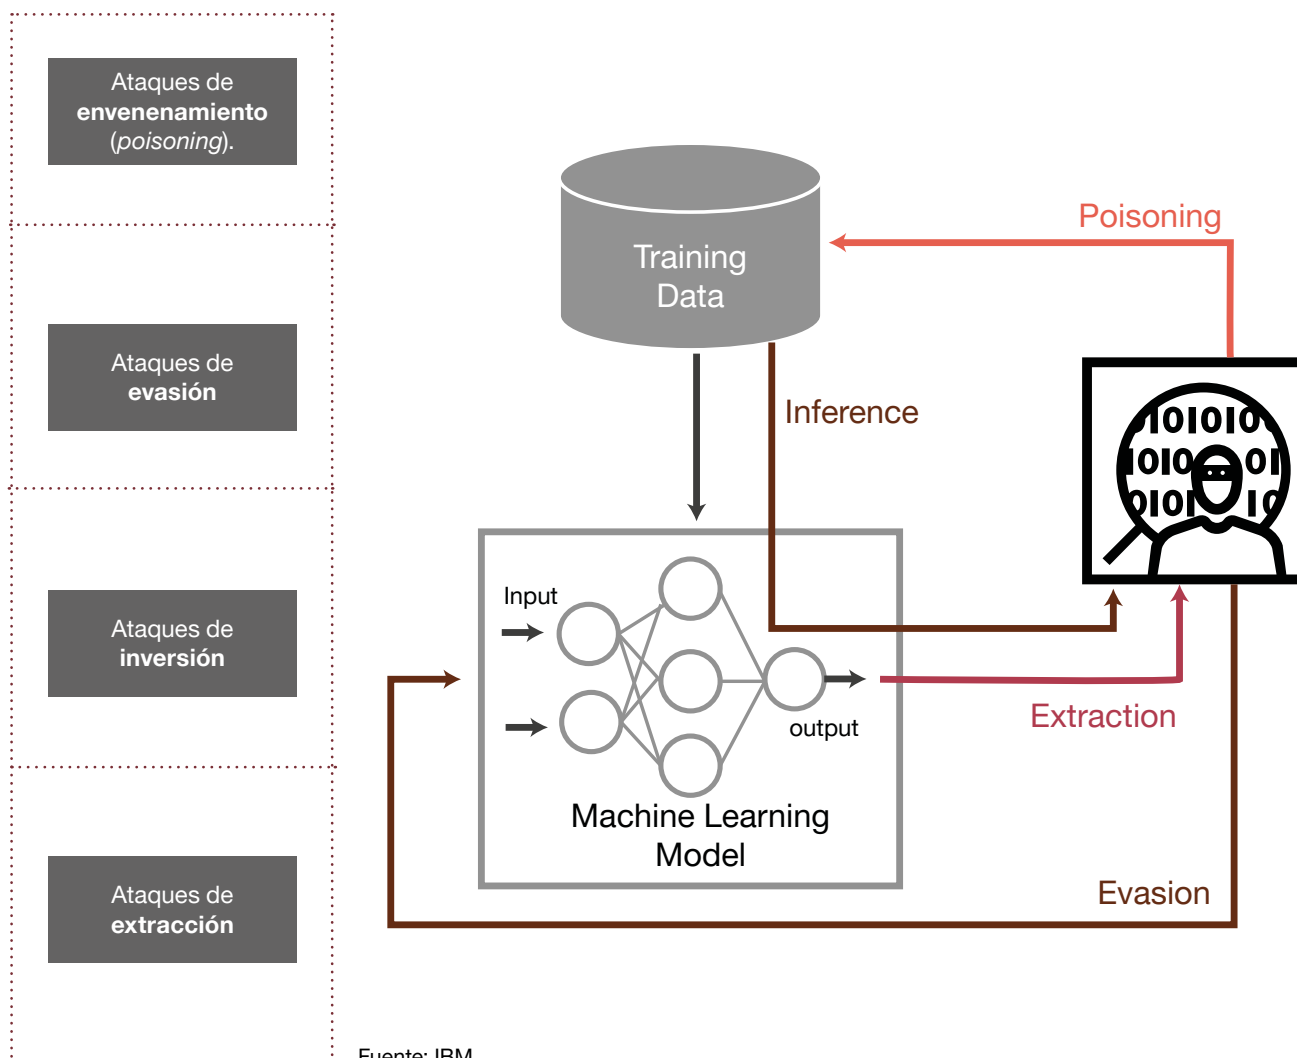 Ataques de
envenenamiento
(poisoning).
Ataques de
evasión
Ataques de
inversión
Ataques de
extracción
Training
Data
Poisoning
Inference
Input
output
Machine Learning
Model
Extraction
Evasion
Fuente: IBM